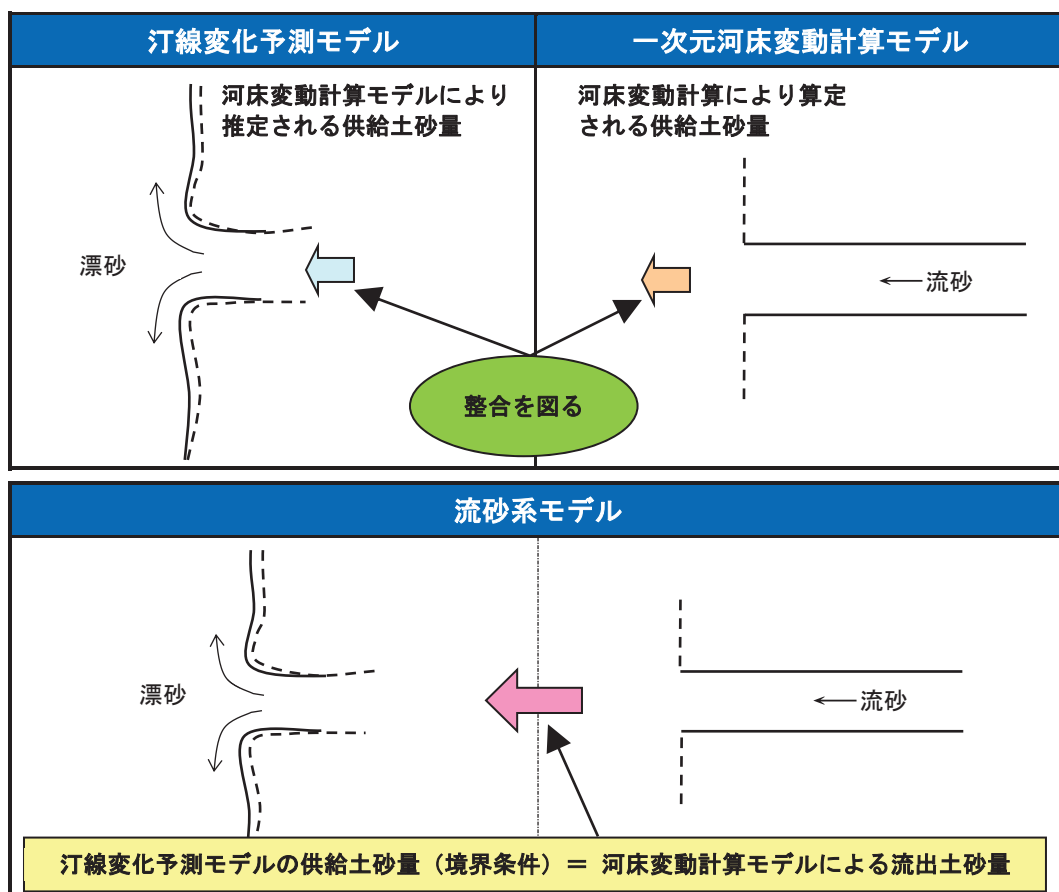 汀線変化予測モデル
一次元河床変動計算モデル
河床変動計算モデルにより
推定される供給土砂量
河床変動計算により算定
される供給土砂量
漂砂
←流砂
整合を図る
流砂系モデル
漂砂
←流砂
汀線変化予測モデルの供給土砂量（境界条件）＝ 河床変動計算モデルによる流出土砂量